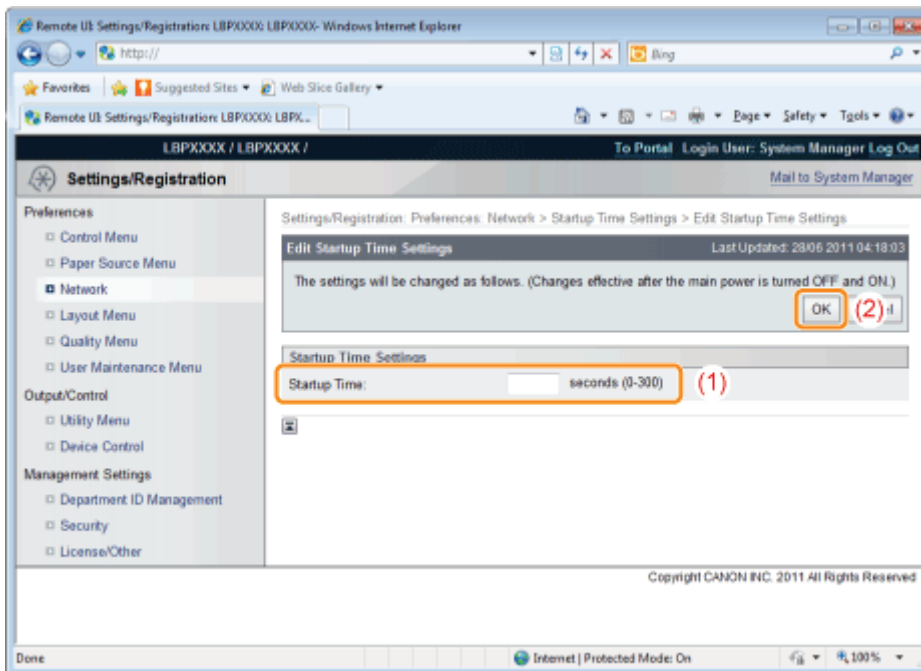 Remote UI: Settings/Registration: LBPXXXX: LBPXXXX- Windows Internet Explorer
http://
Bing
Favorites Suggested Sites Web Slice Gallery
Remote UI: Settings/Registration: LBPXXXX: LBPX...
Page Safety Tools
LBPXXXX / LBPXXXX /
To Portal Login User: System Manager Log Out
Settings/Registration
Mail to System Manager
Preferences
Control Menu
Paper Source Menu
Network
Layout Menu
Quality Menu
User Maintenance Menu
Output/Control
Utility Menu
Device Control
Management Settings
Department ID Management
Security
License/Other
Settings/Registration: Preferences: Network > Startup Time Settings > Edit Startup Time Settings
Edit Startup Time Settings
Last Updated: 28/06 2011 04:18:03
The settings will be changed as follows. (Changes effective after the main power is turned OFF and ON.)
OK (2)
Startup Time Settings
Startup Time: seconds (0-300) (1)
Copyright CANON INC. 2011 All Rights Reserved
Done
Internet | Protected Mode: On
100%